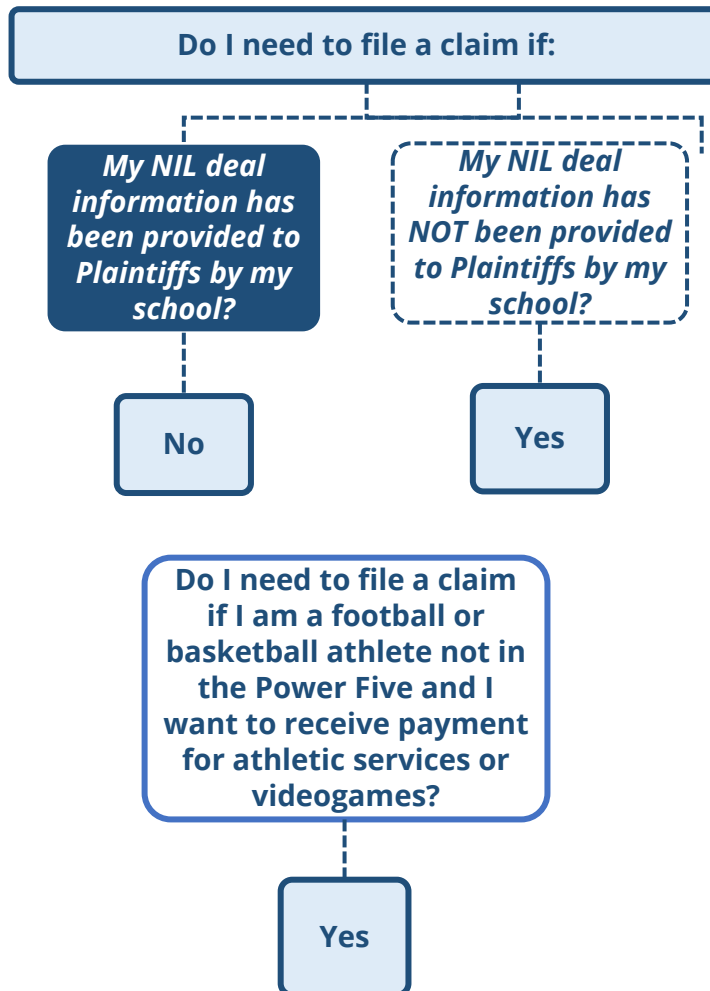 Do I need to file a claim if:
My NIL deal
information has
been provided to
Plaintiffs by my
school?
My NIL deal
information has
NOT been provided
to Plaintiffs by my
school?
No
Yes
Do I need to file a claim
if I am a football or
basketball athlete not in
the Power Five and I
want to receive payment
for athletic services or
videogames?
Yes